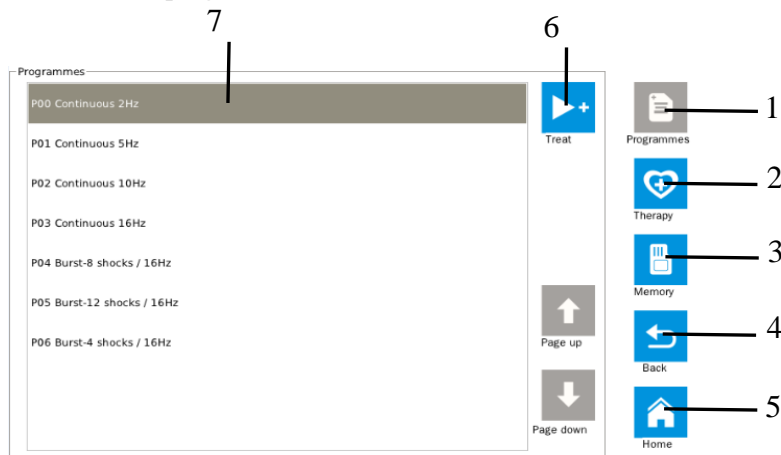 7
6
Programmes
P00 Continuous 2Hz
P01 Continuous 5Hz
P02 Continuous 10Hz
P03 Continuous 16Hz
P04 Burst-8 shocks / 16Hz
P05 Burst-12 shocks / 16Hz
P06 Burst-4 shocks / 16Hz
Treat
Page up
Page down
1
Programmes
2
Therapy
3
Memory
4
Back
5
Home